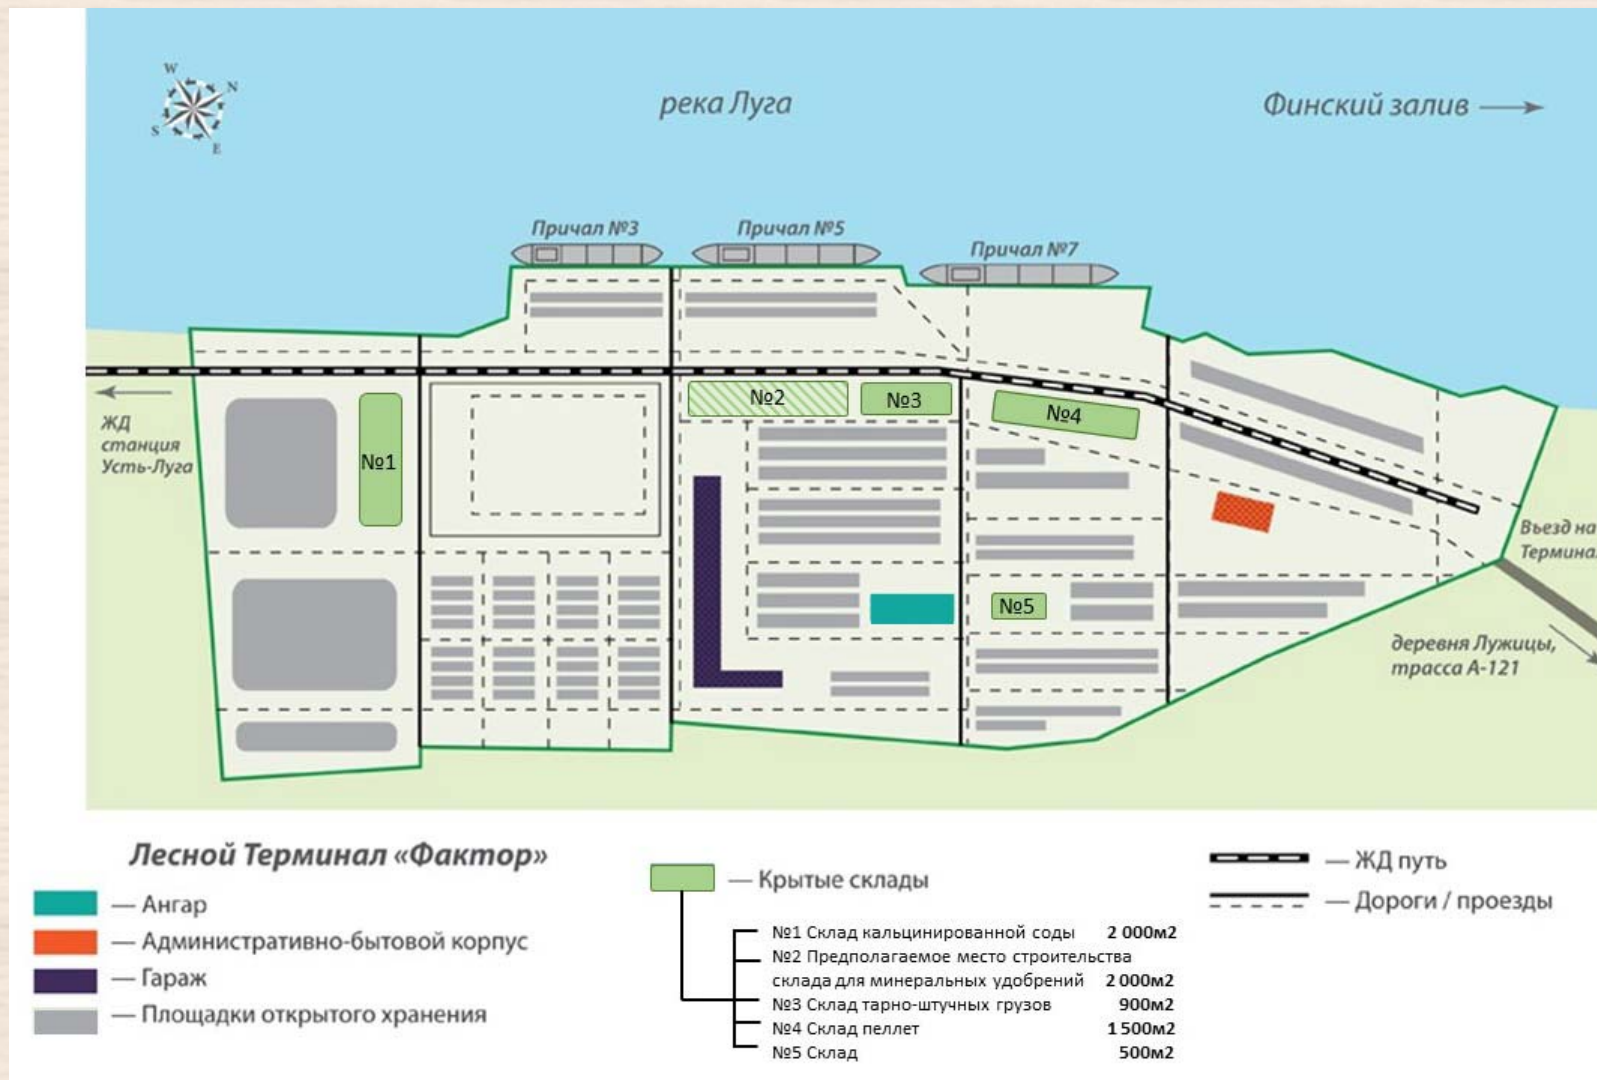 W
N
S
E
река Луга
Финский залив
Причал №3
Причал №5
Причал №7
№2
№3
№4
№1
№5
ЖД
станция
Усть-Луга
Въезд на
деревня Лужицы,
трасса А-121
Лесной Терминал «Фактор»
— Ангар
— Административно-бытовой корпус
— Гараж
— Площадки открытого хранения
— Крытые склады
№1 Склад кальцинированной соды 2 000м2
№2 Предполагаемое место строительства
склада для минеральных удобрений 2 000м2
№3 Склад тарно-штучных грузов 900м2
№4 Склад пеллет 1 500м2
№5 Склад 500м2
— ЖД путь
— Дороги / проезды